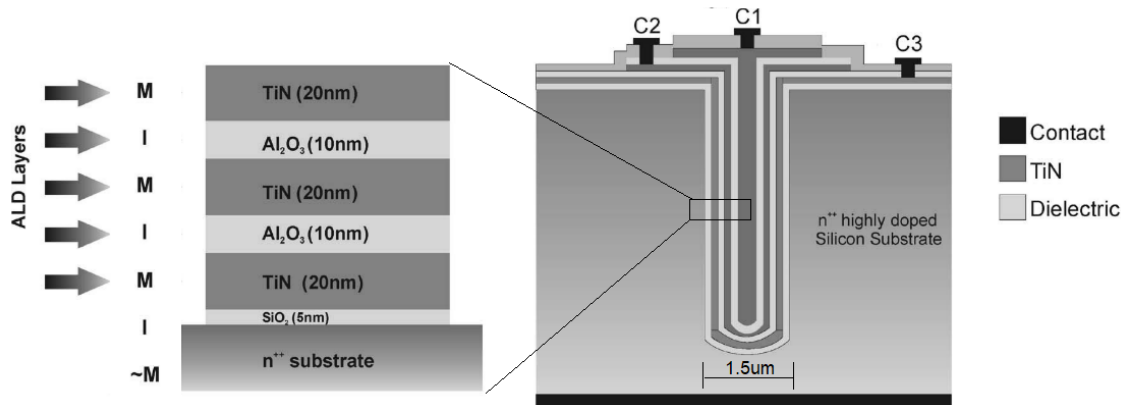 ALD Layers
M
I
M
I
M
I
~M
TiN (20nm)
Al₂O₃ (10nm)
TiN (20nm)
Al₂O₃ (10nm)
TiN (20nm)
SiO₂ (5nm)
n⁺⁺ substrate
C2
C1
C3
n⁺⁺ highly doped
Silicon Substrate
1.5um
Contact
TiN
Dielectric